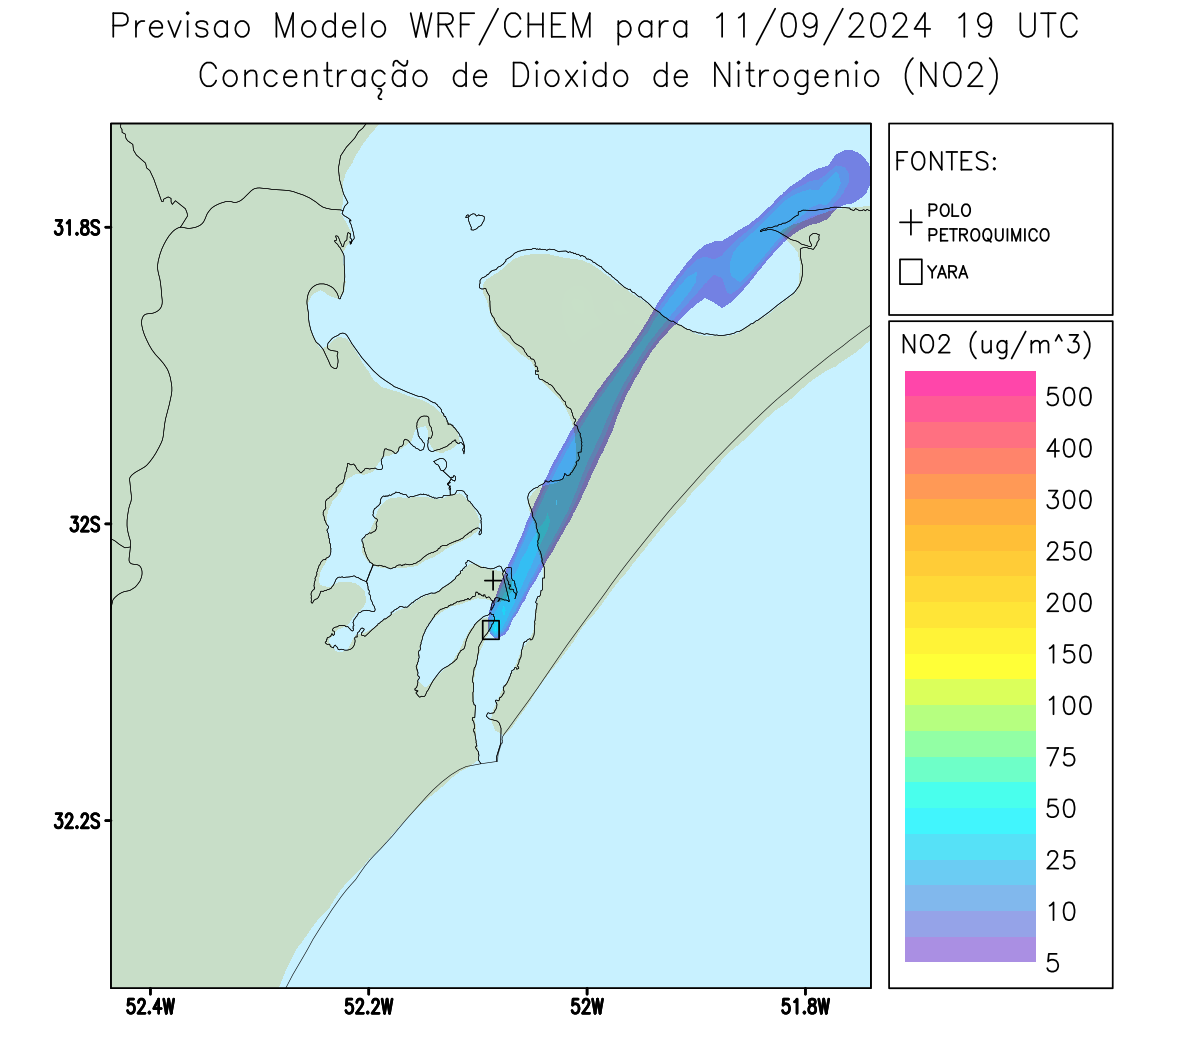 Previsao Modelo WRF/CHEM para 11/09/2024 19 UTC
Concentração de Dioxido de Nitrogenio (NO2)
FONTES:
POLO
PETROQUIMICO
YARA
NO2 (ug/m^3)
500
400
300
250
200
150
100
75
50
25
10
5
31.8S
32S
32.2S
52.4W
52.2W
52W
51.8W